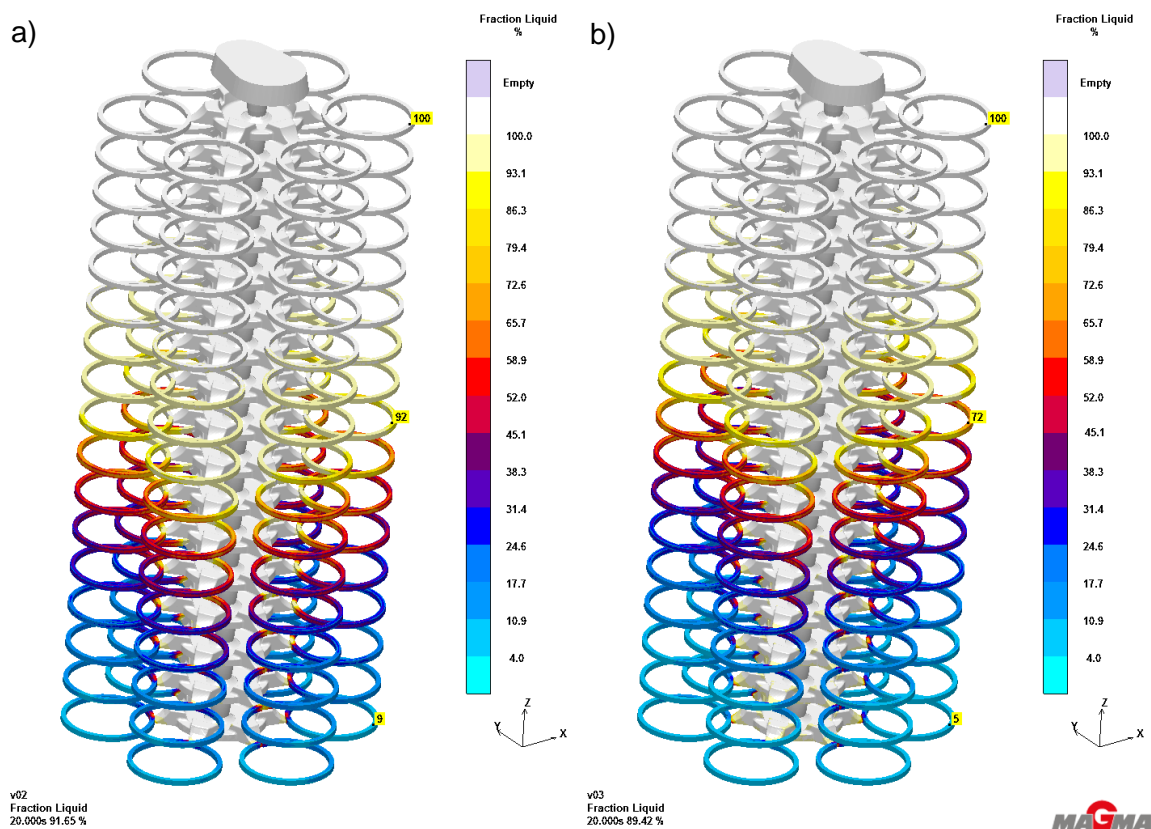 a)
Fraction Liquid
%
Empty
100.0
93.1
86.3
79.4
72.6
65.7
58.9
52.0
45.1
38.3
31.4
24.6
17.7
10.9
4.0
100
92
9
Z
Y
X
v02
Fraction Liquid
20.000s 91.65 %
b)
Fraction Liquid
%
Empty
100.0
93.1
86.3
79.4
72.6
65.7
58.9
52.0
45.1
38.3
31.4
24.6
17.7
10.9
4.0
100
72
5
Z
Y
X
v03
Fraction Liquid
20.000s 89.42 %
MAGMA